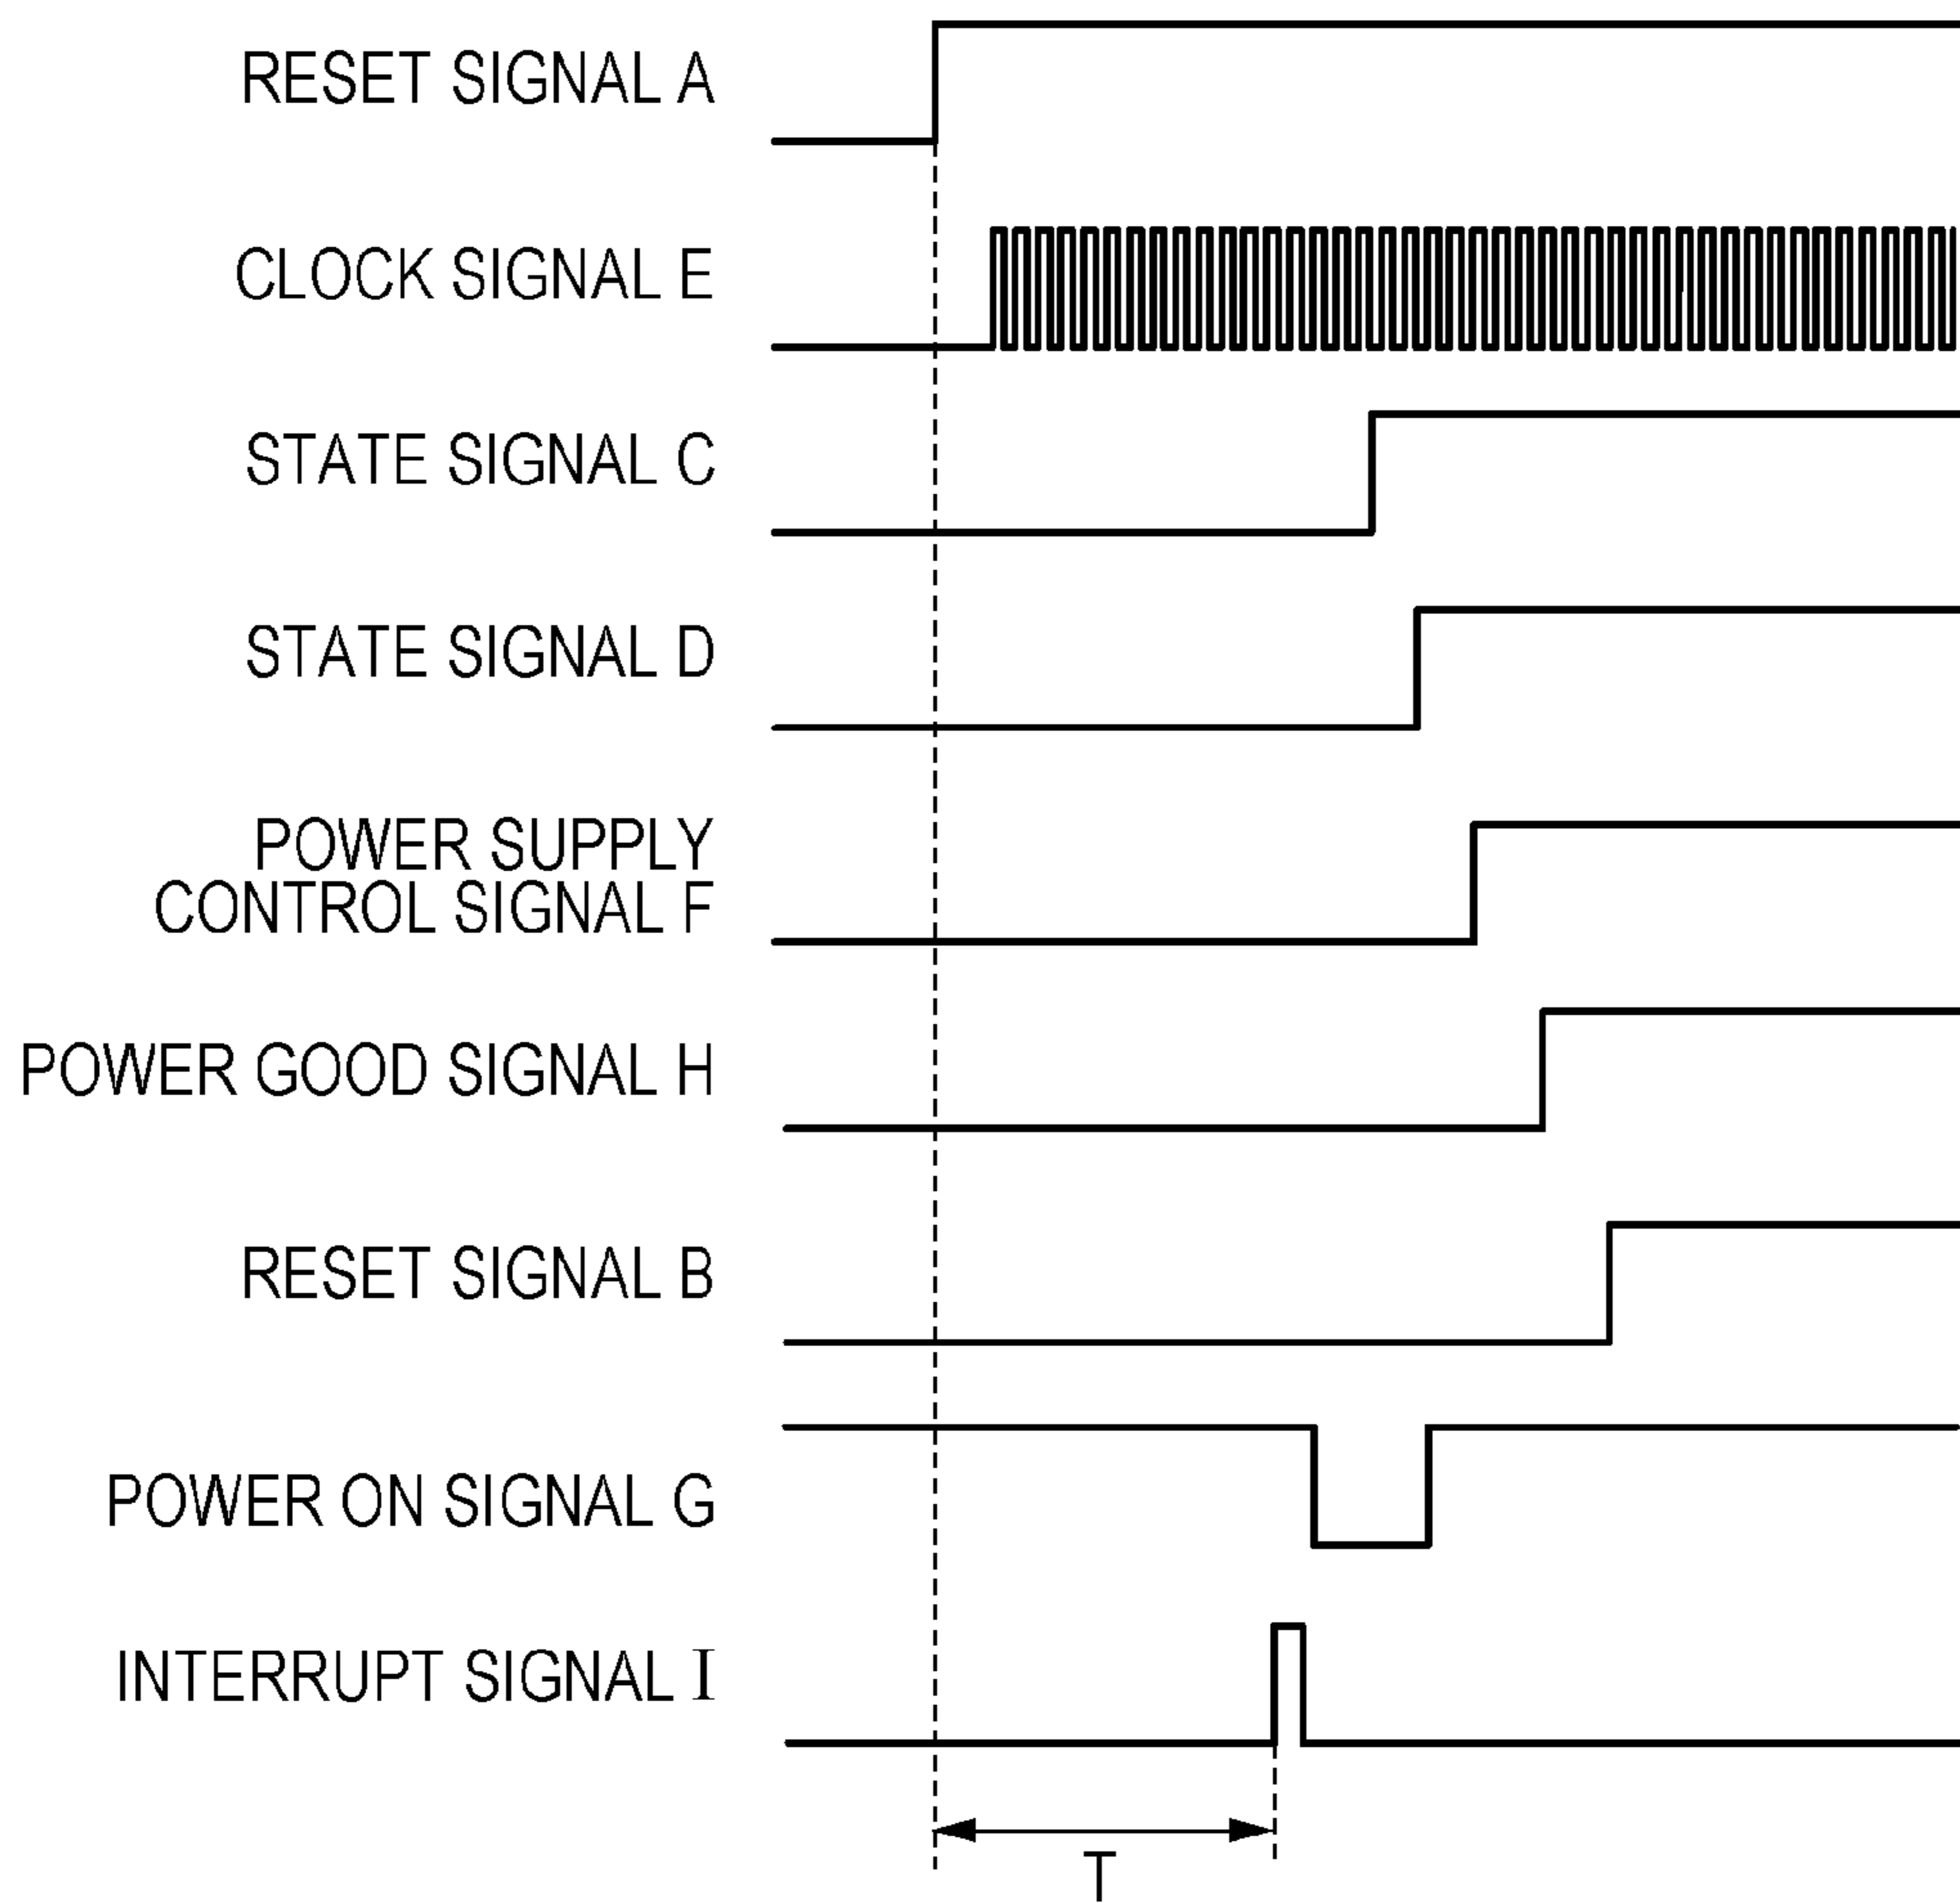 RESET SIGNAL A
CLOCK SIGNAL E
STATE SIGNAL C
STATE SIGNAL D
POWER SUPPLY
CONTROL SIGNAL F
POWER GOOD SIGNAL H
RESET SIGNAL B
POWER ON SIGNAL G
INTERRUPT SIGNAL I
T